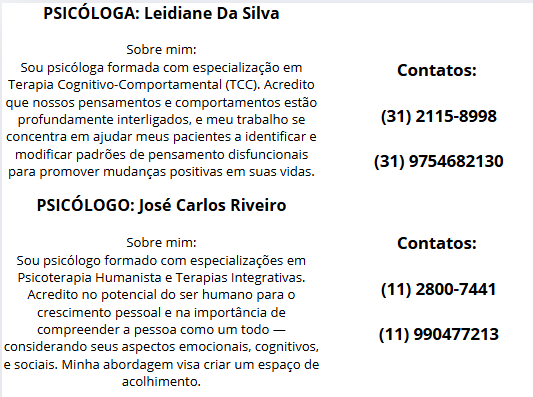 PSICÓLOGA: Leidiane Da Silva
Sobre mim:
Sou psicóloga formada com especialização em
Terapia Cognitivo-Comportamental (TCC). Acredito
que nossos pensamentos e comportamentos estão
profundamente interligados, e meu trabalho se
concentra em ajudar meus pacientes a identificar e
modificar padrões de pensamento disfuncionais
para promover mudanças positivas em suas vidas.
Contatos:
(31) 2115-8998
(31) 9754682130
PSICÓLOGO: José Carlos Riveiro
Sobre mim:
Sou psicólogo formado com especializações em
Psicoterapia Humanista e Terapias Integrativas.
Acredito no potencial do ser humano para o
crescimento pessoal e na importância de
compreender a pessoa como um todo —
considerando seus aspectos emocionais, cognitivos,
e sociais. Minha abordagem visa criar um espaço de
acolhimento.
Contatos:
(11) 2800-7441
(11) 990477213